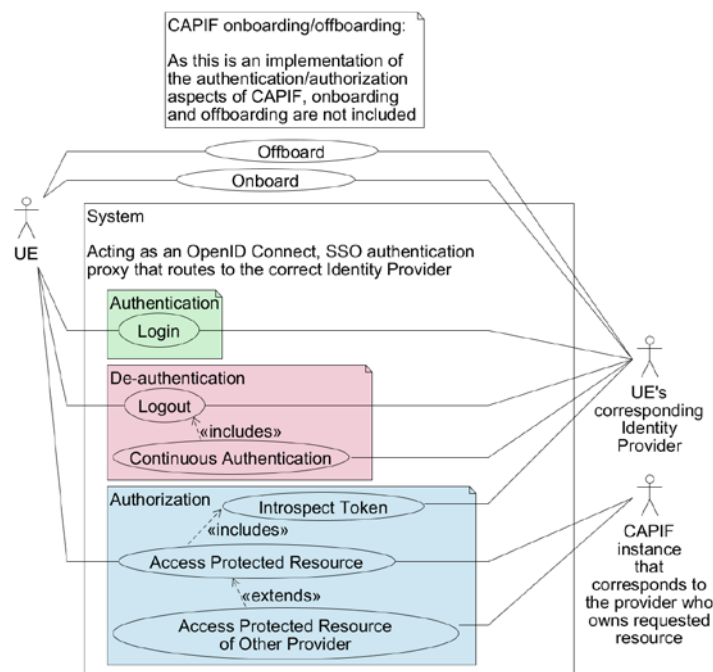 CAPIF onboarding/offboarding:
As this is an implementation of
the authentication/authorization
aspects of CAPIF, onboarding
and offboarding are not included
Offboard
Onboard
UE
System
Acting as an OpenID Connect, SSO authentication
proxy that routes to the correct Identity Provider
Authentication
Login
De-authentication
Logout
«includes»
Continuous Authentication
UE's
corresponding
Identity
Provider
Authorization
Introspect Token
«includes»
Access Protected Resource
«extends»
Access Protected Resource
of Other Provider
CAPIF
instance
that
corresponds to
the provider who
owns requested
resource